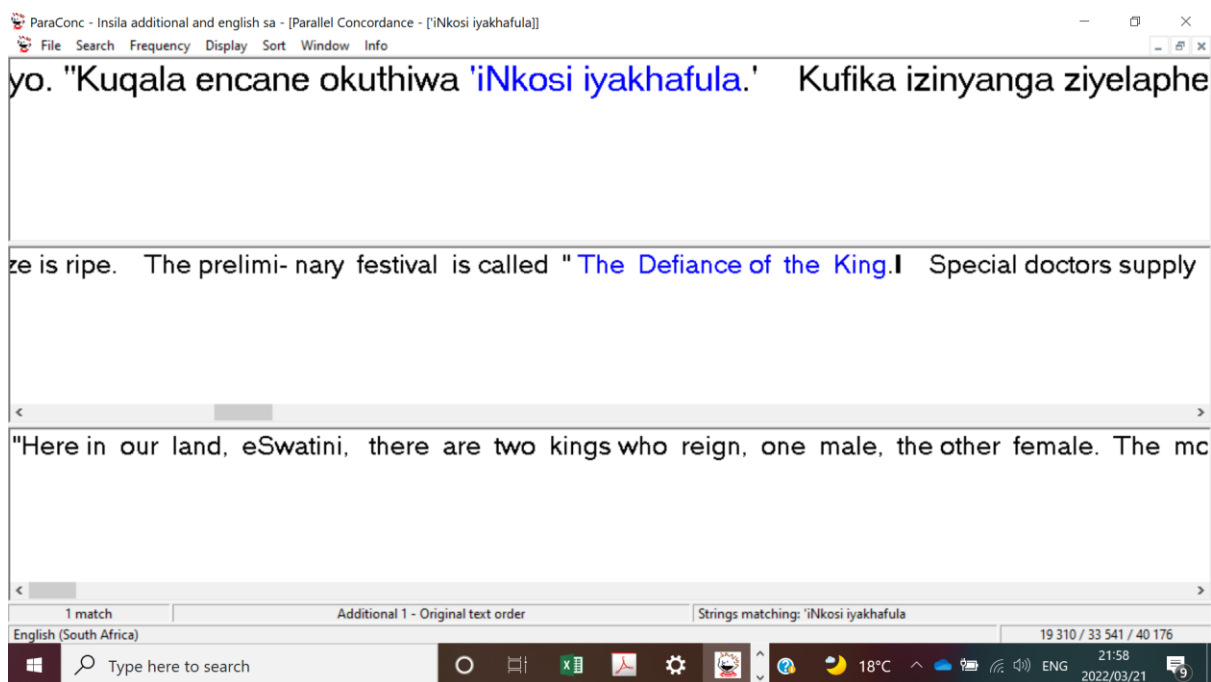 ParaConc - Insila additional and english sa - [Parallel Concordance - ['iNkosi iyakhafula]]
File Search Frequency Display Sort Window Info
yo. "Kuqala encane okuthiwa 'iNkosi iyakhafula.' Kufika izinyanga ziyelaphe
ze is ripe. The prelimi- nary festival is called " The Defiance of the King.I Special doctors supply
"Here in our land, eSwatini, there are two kings who reign, one male, the other female. The mo
1 match Additional 1 - Original text order Strings matching: 'iNkosi iyakhafula
English (South Africa) 19 310 / 33 541 / 40 176
Type here to search 18°C ENG 21:58
2022/03/21 9